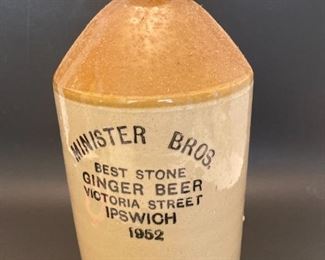 MINISTER BROS.
BEST STONE
GINGER BEER
VICTORIA STREET
IPSWICH
1952